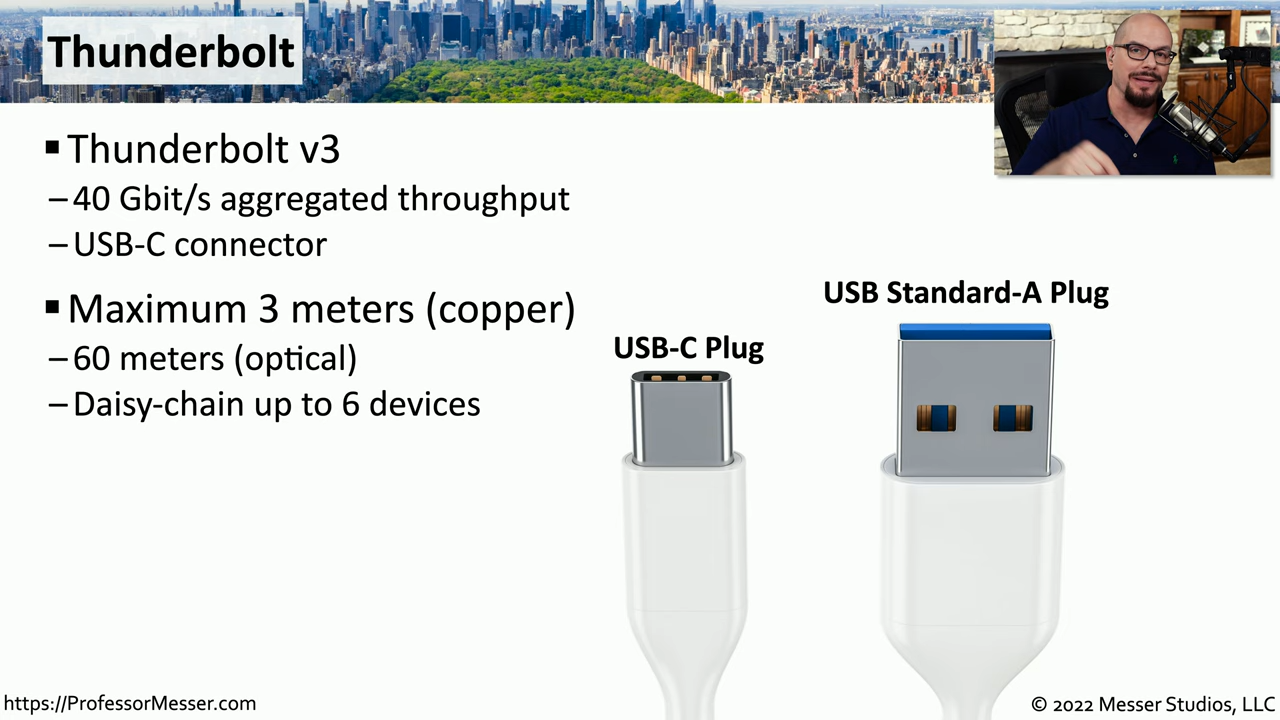 Thunderbolt
▪ Thunderbolt v3
– 40 Gbit/s aggregated throughput
– USB-C connector
▪ Maximum 3 meters (copper)
– 60 meters (optical)
– Daisy-chain up to 6 devices
USB-C Plug
USB Standard-A Plug
https://ProfessorMesser.com
© 2022 Messer Studios, LLC